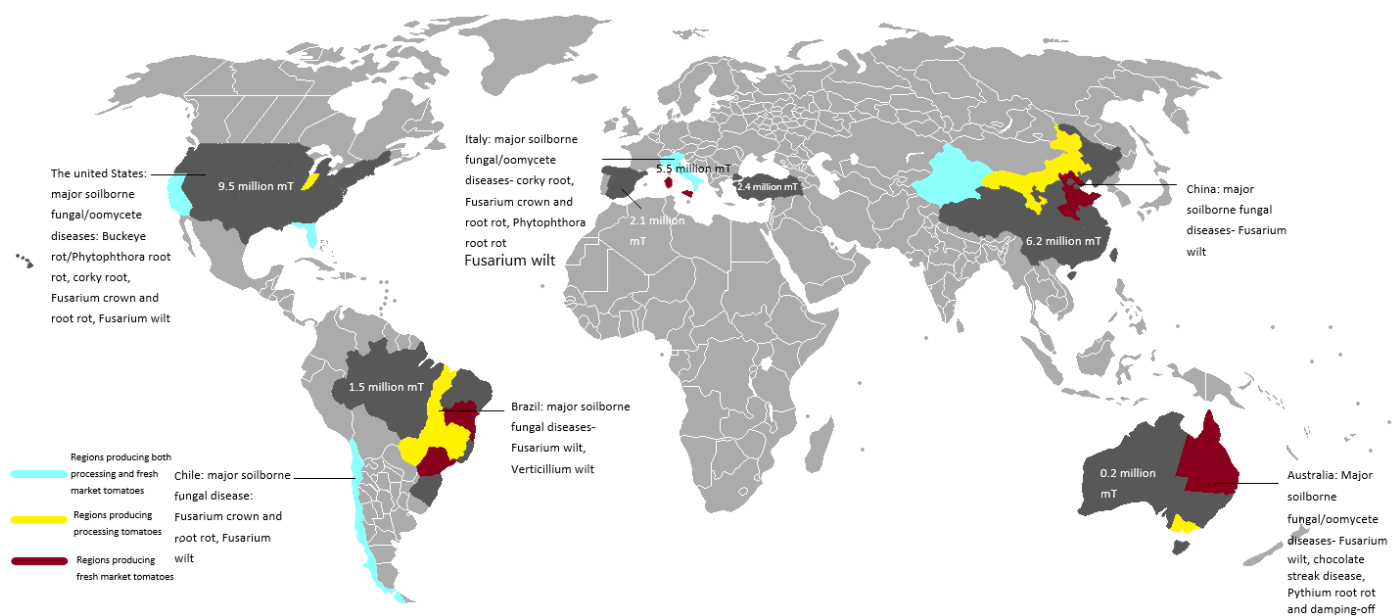 The united States:
major soilborne
fungal/oomycete
diseases: Buckeye
rot/Phytophthora root
rot, corky root,
Fusarium crown and
root rot, Fusarium wilt
9.5 million mT
Italy: major soilborne
fungal/oomycete
diseases- corky root,
Fusarium crown and
root rot, Phytophthora
root rot
Fusarium wilt
5.5 million mT
2.4 million mT
2.1 million
mT
6.2 million mT
China: major
soilborne fungal
diseases- Fusarium
wilt
1.5 million mT
Brazil: major soilborne
fungal diseases-
Fusarium wilt,
Verticillium wilt
Chile: major soilborne
fungal disease:
Fusarium crown and
root rot, Fusarium
wilt
0.2 million
mT
Australia: Major
soilborne
fungal/oomycete
diseases- Fusarium
wilt, chocolate
streak disease,
Pythium root rot
and damping-off
Regions producing both
processing and fresh
market tomatoes
Regions producing
processing tomatoes
Regions producing
fresh market tomatoes